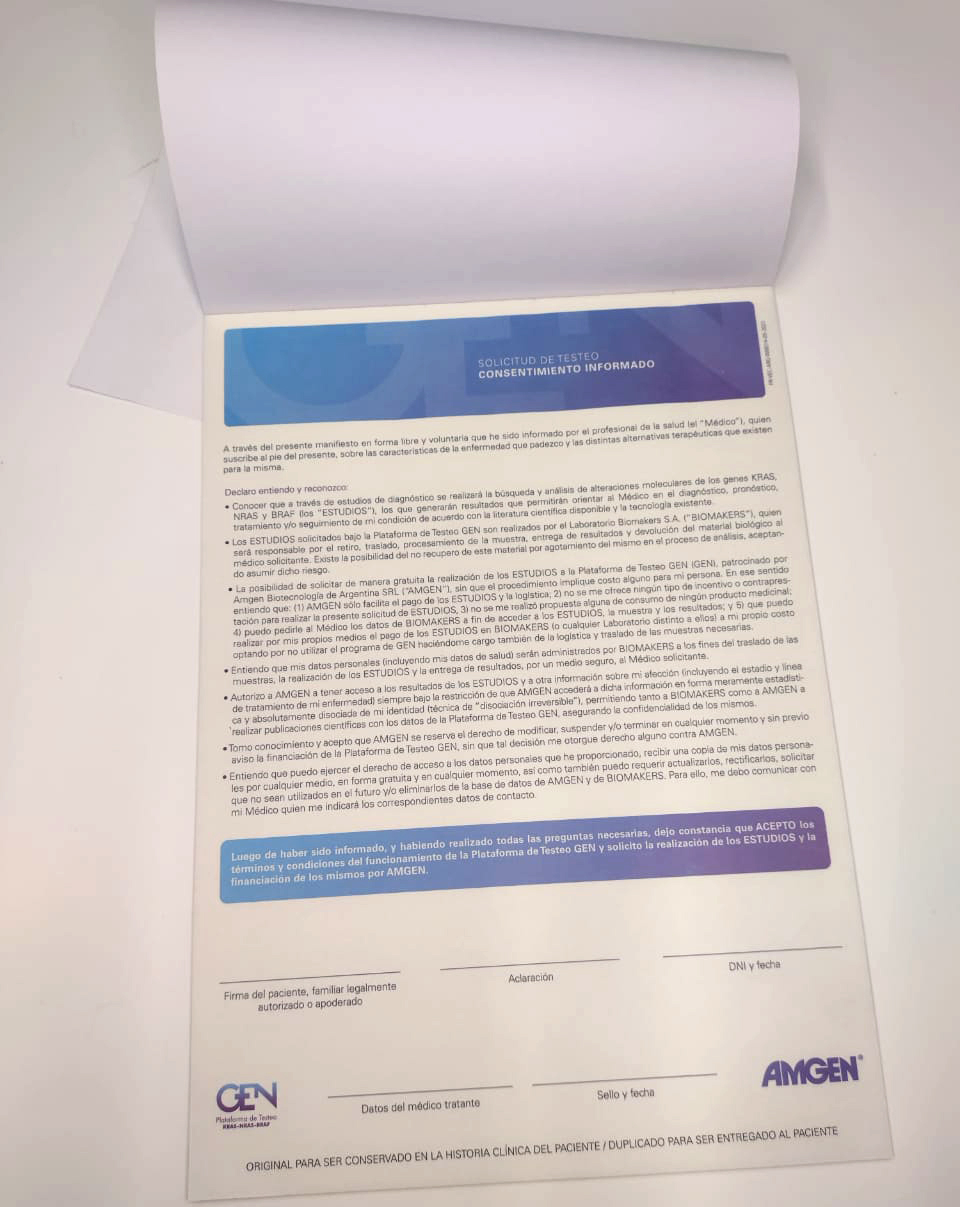 SOLICITUD DE TESTEO
CONSENTIMIENTO INFORMADO
A través del presente manifiesto en forma libre y voluntaria que he sido informado por el profesional de la salud (el "Médico"), quien
suscribe al pie del presente, sobre las características de la enfermedad que padezco y las distintas alternativas terapéuticas que existen
para la misma.
Declaro entiendo y reconozco:
• Conocer que a través de estudios de diagnóstico se realizará la búsqueda y análisis de alteraciones moleculares de los genes KRAS,
NRAS y BRAF (los "ESTUDIOS"), los que generarán resultados que permitirán orientar al Médico en el diagnóstico, pronóstico,
tratamiento y/o seguimiento de mi condición de acuerdo con la literatura científica disponible y la tecnología existente.
• Los ESTUDIOS solicitados bajo la Plataforma de Testeo GEN son realizados por el Laboratorio Biomakers S.A. ("BIOMAKERS"), quien
será responsable por el retiro, traslado, procesamiento de la muestra, entrega de resultados y devolución del material biológico al
médico solicitante. Existe la posibilidad del no recupero de este material por agotamiento del mismo en el proceso de análisis, aceptan-
do asumir dicho riesgo.
• La posibilidad de solicitar de manera gratuita la realización de los ESTUDIOS a la Plataforma de Testeo GEN (GEN), patrocinado por
Amgen Biotecnología de Argentina SRL ("AMGEN"), sin que el procedimiento implique costo alguno para mi persona. En ese sentido
entiendo que: (1) AMGEN sólo facilita el pago de los ESTUDIOS y la logística; 2) no se me ofrece ningún tipo de incentivo o contrapres-
tación para realizar la presente solicitud de ESTUDIOS, 3) no se me realizó propuesta alguna de consumo de ningún producto medicinal;
4) puedo pedirle al Médico los datos de BIOMAKERS a fin de acceder a los ESTUDIOS, la muestra y los resultados; y 5) que puedo
realizar por mis propios medios el pago de los ESTUDIOS en BIOMAKERS (o cualquier Laboratorio distinto a ellos) a mi propio costo
optando por no utilizar el programa de GEN haciéndome cargo también de la logística y traslado de las muestras necesarias.
• Entiendo que mis datos personales (incluyendo mis datos de salud) serán administrados por BIOMAKERS a los fines del traslado de las
muestras, la realización de los ESTUDIOS y la entrega de resultados, por un medio seguro, al Médico solicitante.
• Autorizo a AMGEN a tener acceso a los resultados de los ESTUDIOS y a otra información sobre mi afección (incluyendo el estadio y línea
de tratamiento de mi enfermedad) siempre bajo la restricción de que AMGEN accederá a dicha información en forma meramente estadísti-
ca y absolutamente disociada de mi identidad (técnica de "disociación irreversible"), permitiendo tanto a BIOMAKERS como a AMGEN a
realizar publicaciones científicas con los datos de la Plataforma de Testeo GEN, asegurando la confidencialidad de los mismos.
• Tomo conocimiento y acepto que AMGEN se reserve el derecho de modificar, suspender y/o terminar en cualquier momento y sin previo
aviso la financiación de la Plataforma de Testeo GEN, sin que tal decisión me otorgue derecho alguno contra AMGEN.
• Entiendo que puedo ejercer el derecho de acceso a los datos personales que he proporcionado, recibir una copia de mis datos persona-
les por cualquier medio, en forma gratuita y en cualquier momento, así como también puedo requerir actualizarlos, rectificarlos, solicitar
que no sean utilizados en el futuro y/o eliminarlos de la base de datos de AMGEN y de BIOMAKERS. Para ello, me debo comunicar con
mi Médico quien me indicará los correspondientes datos de contacto.
Luego de haber sido informado, y habiendo realizado todas las preguntas necesarias, dejo constancia que ACEPTO los
términos y condiciones del funcionamiento de la Plataforma de Testeo GEN y solicito la realización de los ESTUDIOS y la
financiación de los mismos por AMGEN.
Firma del paciente, familiar legalmente
autorizado o apoderado
Aclaración
DNI y fecha
GEN
Plataforma de Testeo
KRAS-NRAS-BRAF
Datos del médico tratante
Sello y fecha
AMGEN®
ORIGINAL PARA SER CONSERVADO EN LA HISTORIA CLÍNICA DEL PACIENTE / DUPLICADO PARA SER ENTREGADO AL PACIENTE